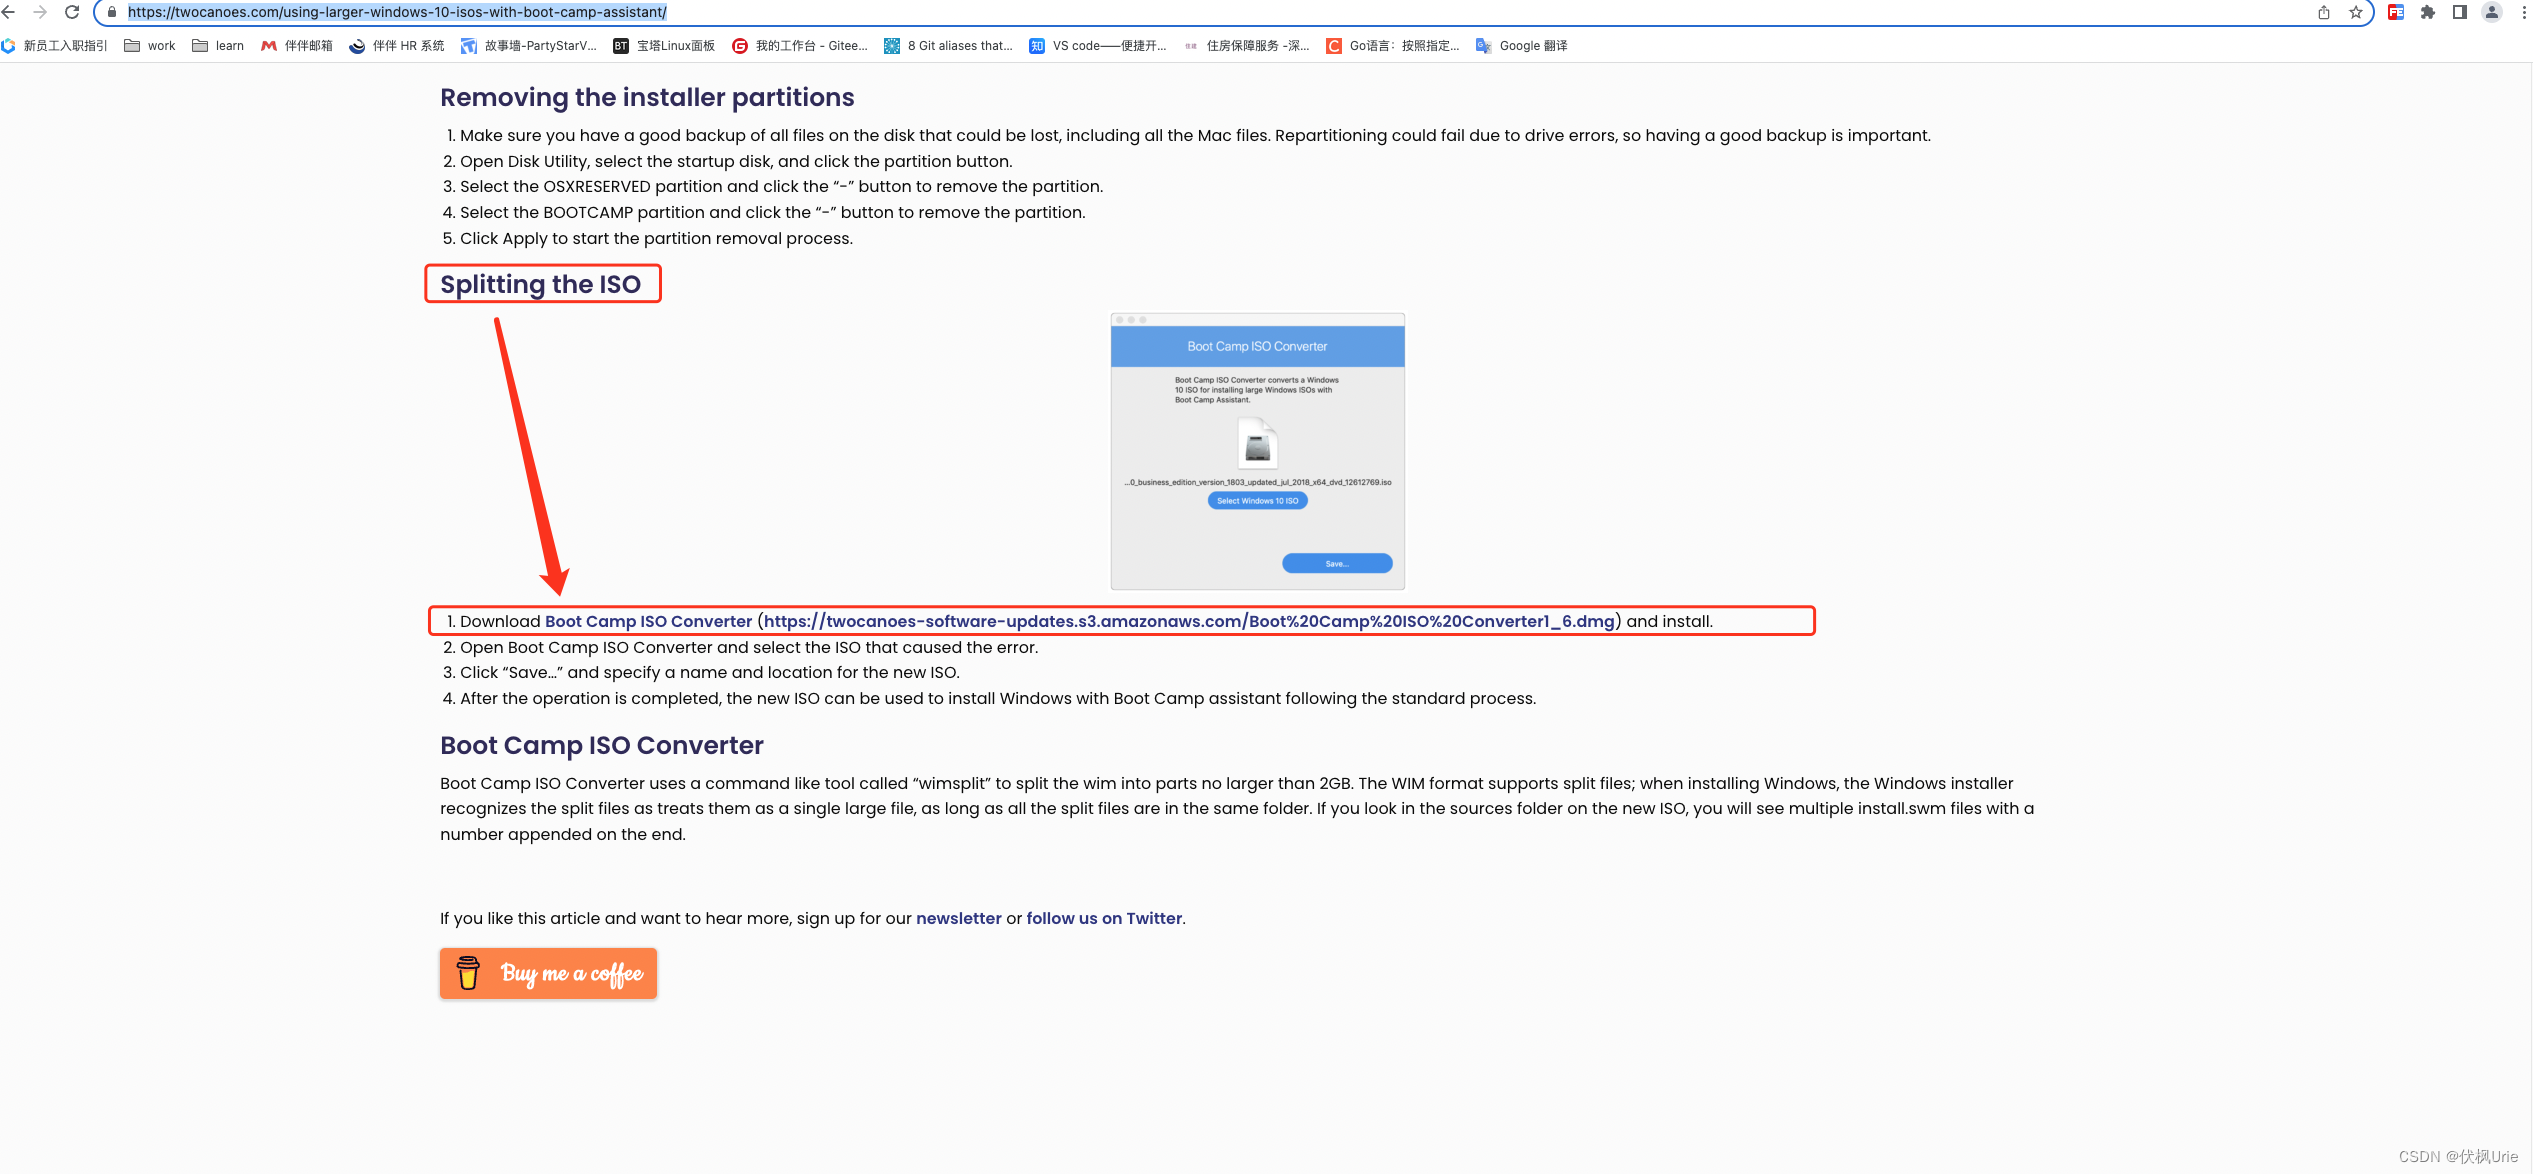 https://twocanoes.com/using-larger-windows-10-isos-with-boot-camp-assistant/
新员工入职指引 work learn 伴伴邮箱 伴伴 HR 系统 故事墙-PartyStarV... BT 宝塔Linux面板 我的工作台 - Gitee... 8 Git aliases that... 知 VS code——便捷开... 住房保障服务 -深... C Go语言：按照指定... Google 翻译
Removing the installer partitions
1. Make sure you have a good backup of all files on the disk that could be lost, including all the Mac files. Repartitioning could fail due to drive errors, so having a good backup is important.
2. Open Disk Utility, select the startup disk, and click the partition button.
3. Select the OSXRESERVED partition and click the “-” button to remove the partition.
4. Select the BOOTCAMP partition and click the “-” button to remove the partition.
5. Click Apply to start the partition removal process.
Splitting the ISO
Boot Camp ISO Converter
Boot Camp ISO Converter converts a Windows
10 ISO for installing large Windows ISOs with
Boot Camp Assistant.
...0_business_edition_version_1803_updated_jul_2018_x64_dvd_12612769.iso
Select Windows 10 ISO
Save...
1. Download Boot Camp ISO Converter (https://twocanoes-software-updates.s3.amazonaws.com/Boot%20Camp%20ISO%20Converter1_6.dmg) and install.
2. Open Boot Camp ISO Converter and select the ISO that caused the error.
3. Click “Save…” and specify a name and location for the new ISO.
4. After the operation is completed, the new ISO can be used to install Windows with Boot Camp assistant following the standard process.
Boot Camp ISO Converter
Boot Camp ISO Converter uses a command like tool called “wimsplit” to split the wim into parts no larger than 2GB. The WIM format supports split files; when installing Windows, the Windows installer
recognizes the split files as treats them as a single large file, as long as all the split files are in the same folder. If you look in the sources folder on the new ISO, you will see multiple install.swm files with a
number appended on the end.
If you like this article and want to hear more, sign up for our newsletter or follow us on Twitter.
Buy me a coffee
CSDN @伏枫Urie